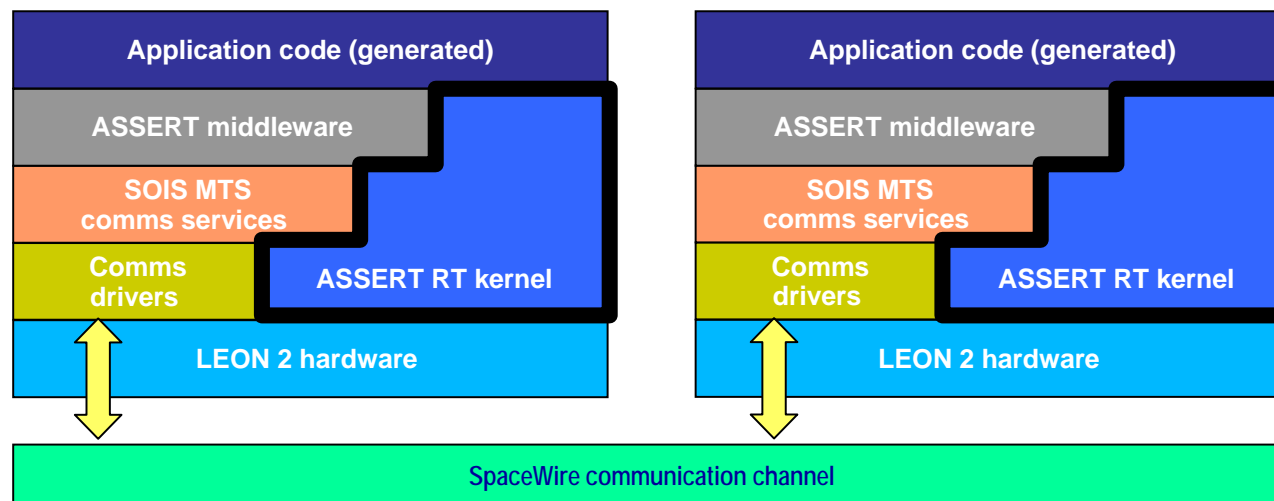 Application code (generated)
ASSERT middleware
SOIS MTS
comms services
Comms
drivers
ASSERT RT kernel
LEON 2 hardware
Application code (generated)
ASSERT middleware
SOIS MTS
comms services
Comms
drivers
ASSERT RT kernel
LEON 2 hardware
SpaceWire communication channel